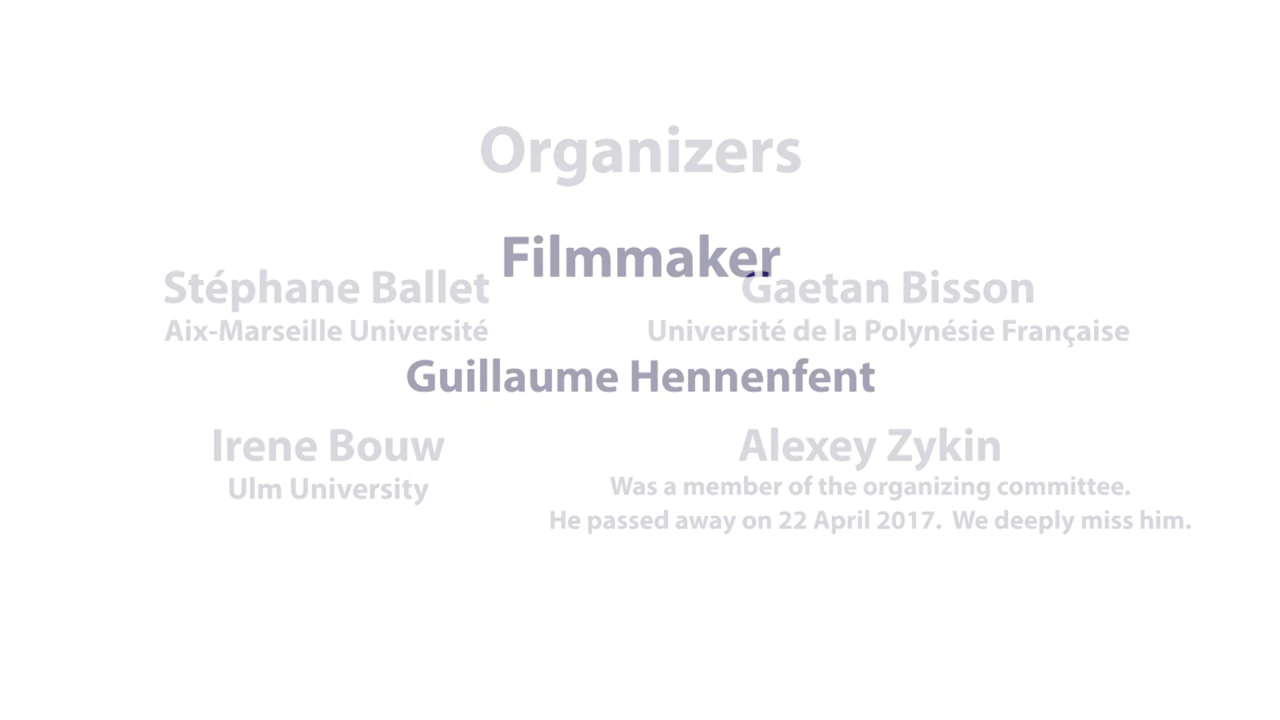 Organizers
Filmmaker
Stéphane Ballet
Gaetan Bisson
Aix-Marseille Université
Université de la Polynésie Française
Guillaume Hennenfent
Irene Bouw
Alexey Zykin
Ulm University
Was a member of the organizing committee.
He passed away on 22 April 2017. We deeply miss him.